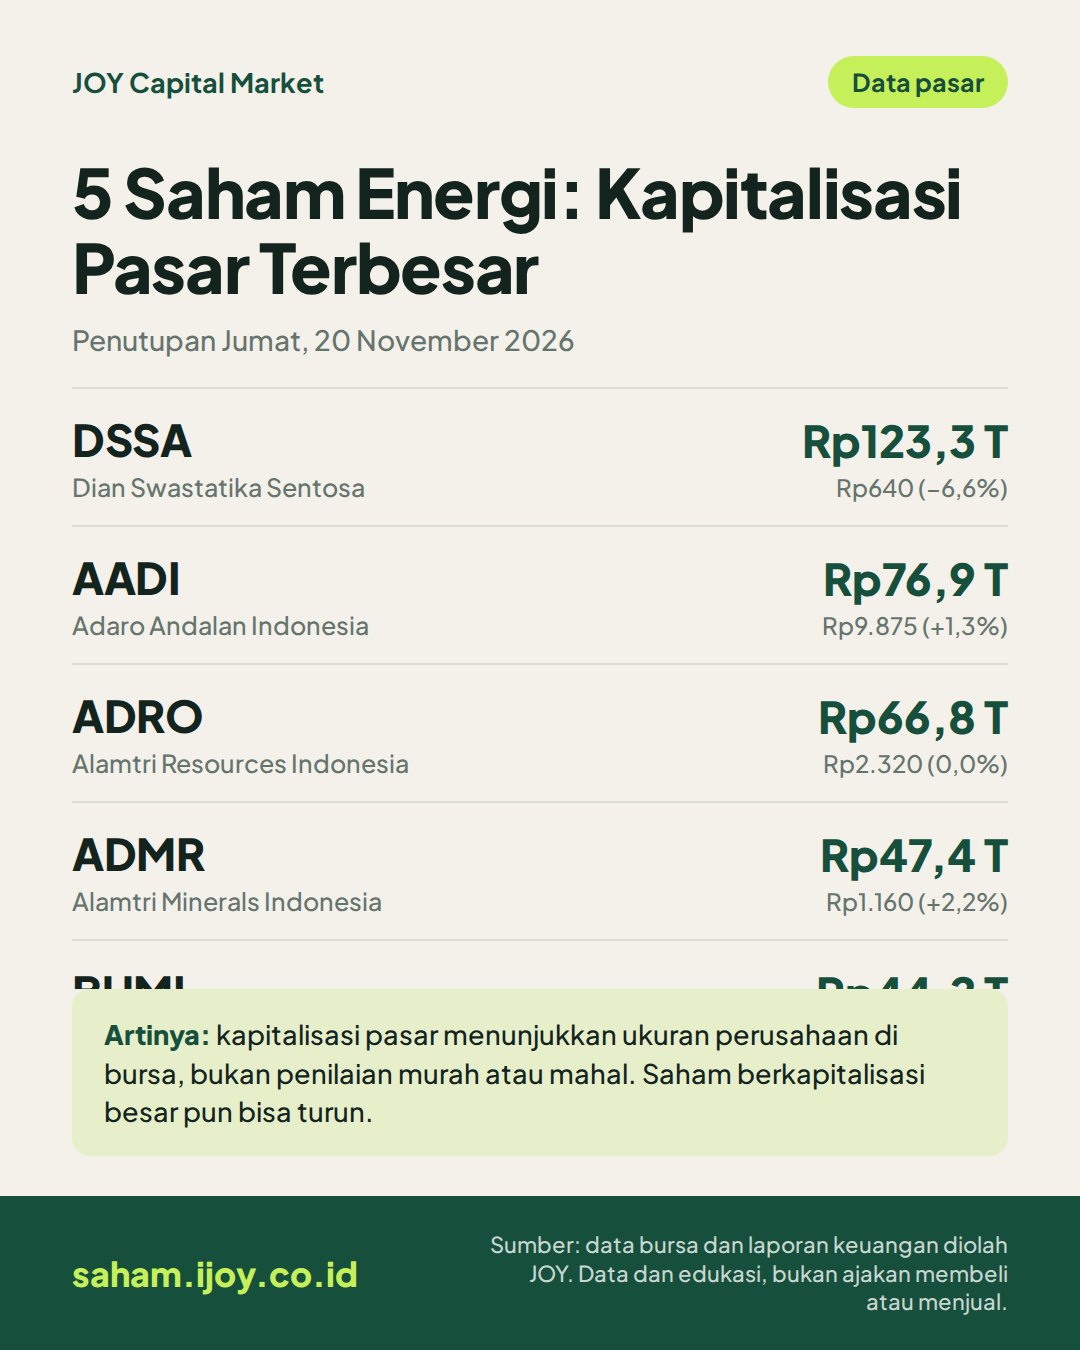 JOY Capital Market
Data pasar
5 Saham Energi: Kapitalisasi
Pasar Terbesar
Penutupan Jumat, 20 November 2026
DSSA
Rp123,3 T
Dian Swastatika Sentosa
Rp640 (−6,6%)
AADI
Rp76,9 T
Adaro Andalan Indonesia
Rp9.875 (+1,3%)
ADRO
Rp66,8 T
Alamtri Resources Indonesia
Rp2.320 (0,0%)
ADMR
Rp47,4 T
Alamtri Minerals Indonesia
Rp1.160 (+2,2%)
Artinya: kapitalisasi pasar menunjukkan ukuran perusahaan di
bursa, bukan penilaian murah atau mahal. Saham berkapitalisasi
besar pun bisa turun.
saham.ijoy.co.id
Sumber: data bursa dan laporan keuangan diolah
JOY. Data dan edukasi, bukan ajakan membeli
atau menjual.